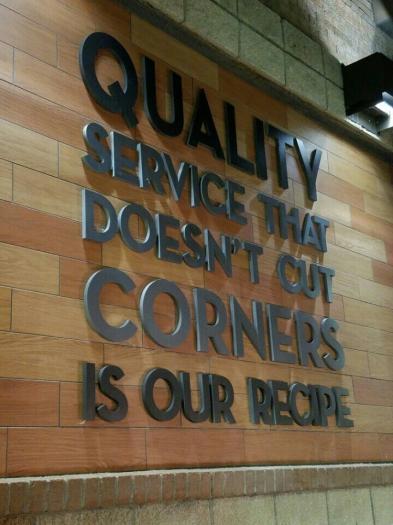 QUALITY
SERVICE THAT
DOESN'T CUT
CORNERS
IS OUR RECIPE